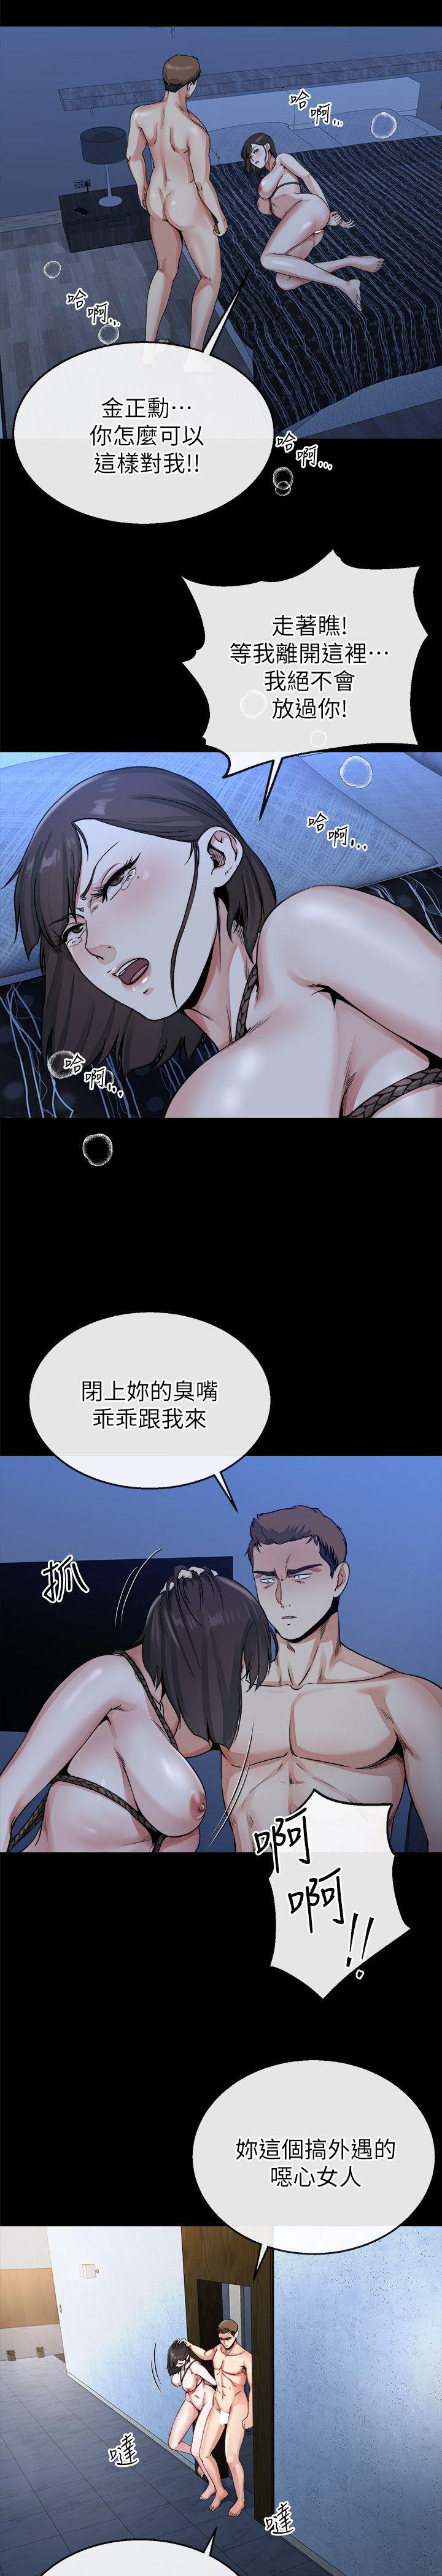 哈啊…
哈啊…
金正勳…
你怎麼可以
這樣對我!!
哈啊…
走著瞧!
等我離開這裡…
我絕不會
放過你!
哈啊…
哈啊…
閉上妳的臭嘴
乖乖跟我來
抓
啊
啊!!
妳這個搞外遇的
噁心女人
噠
噠